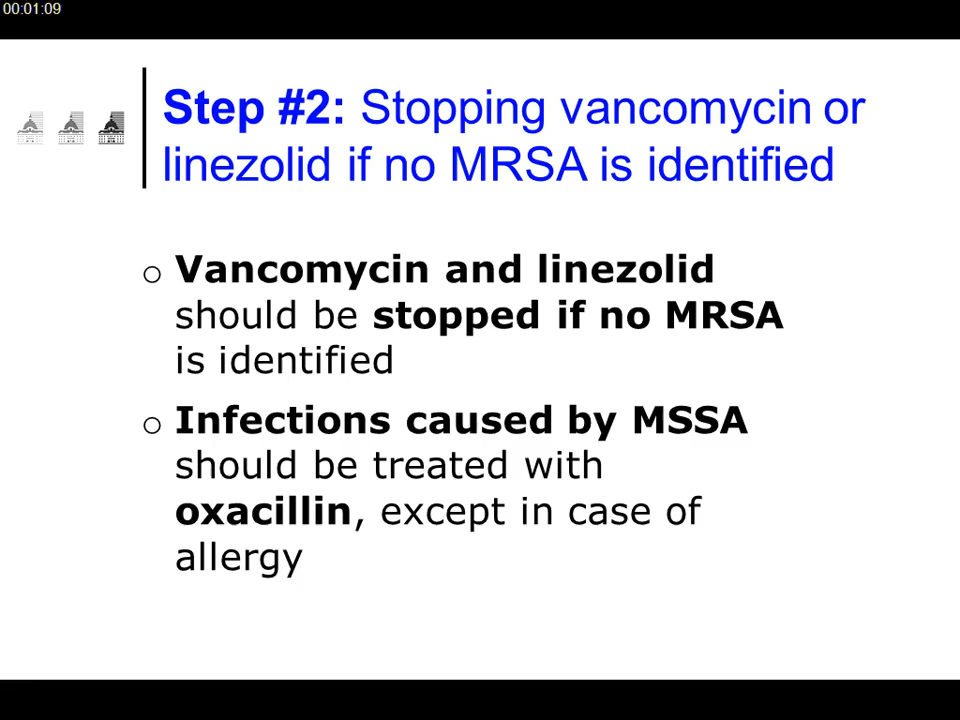 00:01:09
Step #2: Stopping vancomycin or
linezolid if no MRSA is identified
o Vancomycin and linezolid
should be stopped if no MRSA
is identified
o Infections caused by MSSA
should be treated with
oxacillin, except in case of
allergy